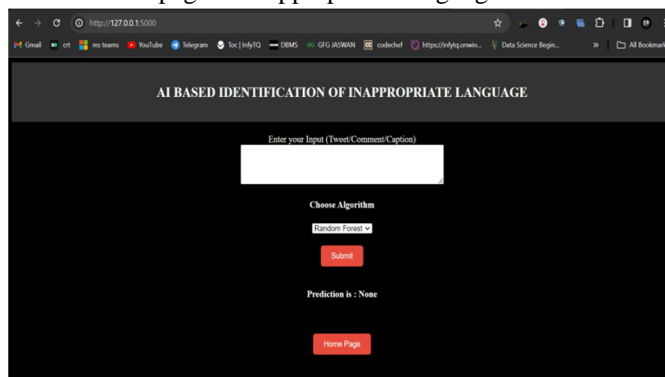 http://127.0.0.1:5000
Gmail crt ms teams YouTube Telegram Toc | InfyTQ DBMS GFG JASWAN codechef https://infytq.onwin... Data Science Begin... » All Bookmark
AI BASED IDENTIFICATION OF INAPPROPRIATE LANGUAGE
Enter your Input (Tweet/Comment/Caption)
Choose Algorithm
Random Forest
Submit
Prediction is : None
Home Page